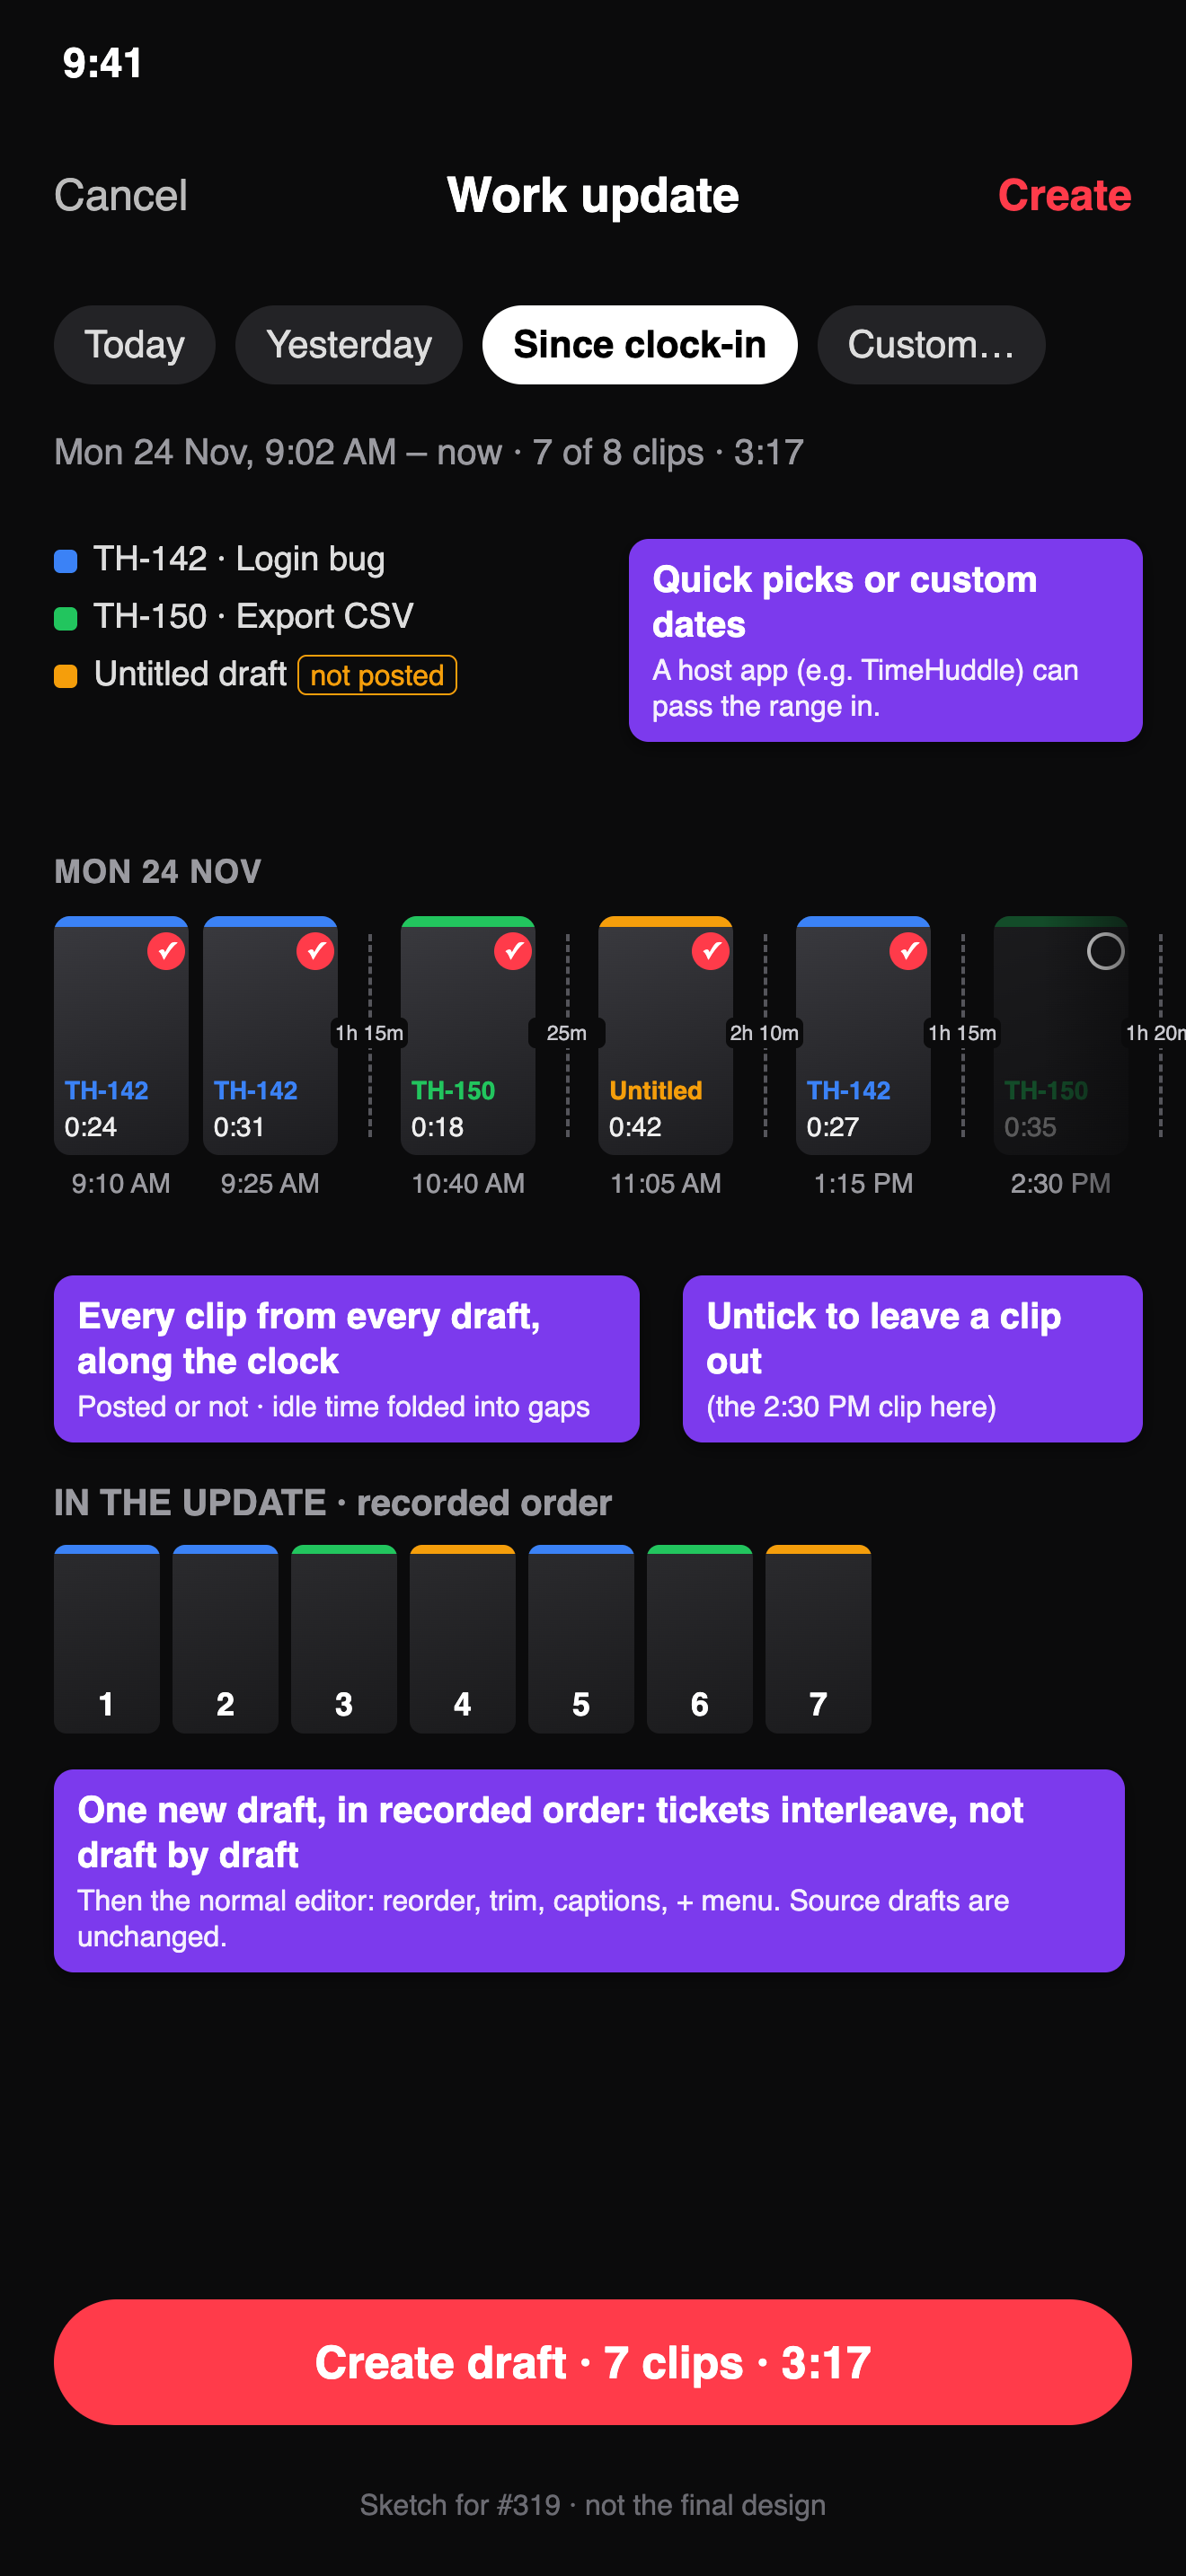 9:41
Cancel
Work update
Create
Today
Yesterday
Since clock-in
Custom…
Mon 24 Nov, 9:02 AM – now · 7 of 8 clips · 3:17
TH-142 · Login bug
TH-150 · Export CSV
Untitled draft not posted
Quick picks or custom
dates
A host app (e.g. TimeHuddle) can
pass the range in.
MON 24 NOV
TH-142
0:24
9:10 AM
TH-142
0:31
9:25 AM
1h 15m
TH-150
0:18
10:40 AM
25m
Untitled
0:42
11:05 AM
2h 10m
TH-142
0:27
1:15 PM
1h 15m
TH-150
0:35
2:30 PM
1h 20m
Every clip from every draft,
along the clock
Posted or not · idle time folded into gaps
Untick to leave a clip
out
(the 2:30 PM clip here)
IN THE UPDATE · recorded order
1
2
3
4
5
6
7
One new draft, in recorded order: tickets interleave, not
draft by draft
Then the normal editor: reorder, trim, captions, + menu. Source drafts are
unchanged.
Create draft · 7 clips · 3:17
Sketch for #319 · not the final design